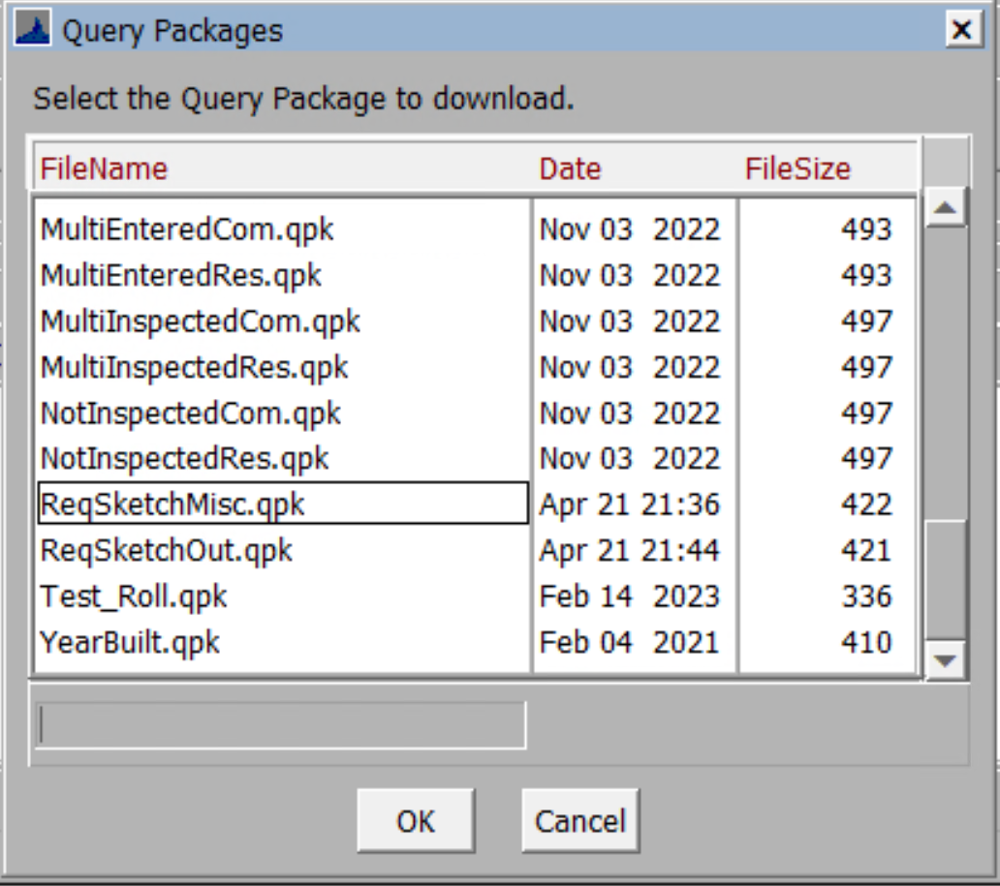 Query Packages
Select the Query Package to download.
FileName Date FileSize
MultiEnteredCom.qpk Nov 03 2022 493
MultiEnteredRes.qpk Nov 03 2022 493
MultiInspectedCom.qpk Nov 03 2022 497
MultiInspectedRes.qpk Nov 03 2022 497
NotInspectedCom.qpk Nov 03 2022 497
NotInspectedRes.qpk Nov 03 2022 497
ReqSketchMisc.qpk Apr 21 21:36 422
ReqSketchOut.qpk Apr 21 21:44 421
Test_Roll.qpk Feb 14 2023 336
YearBuilt.qpk Feb 04 2021 410
OK Cancel